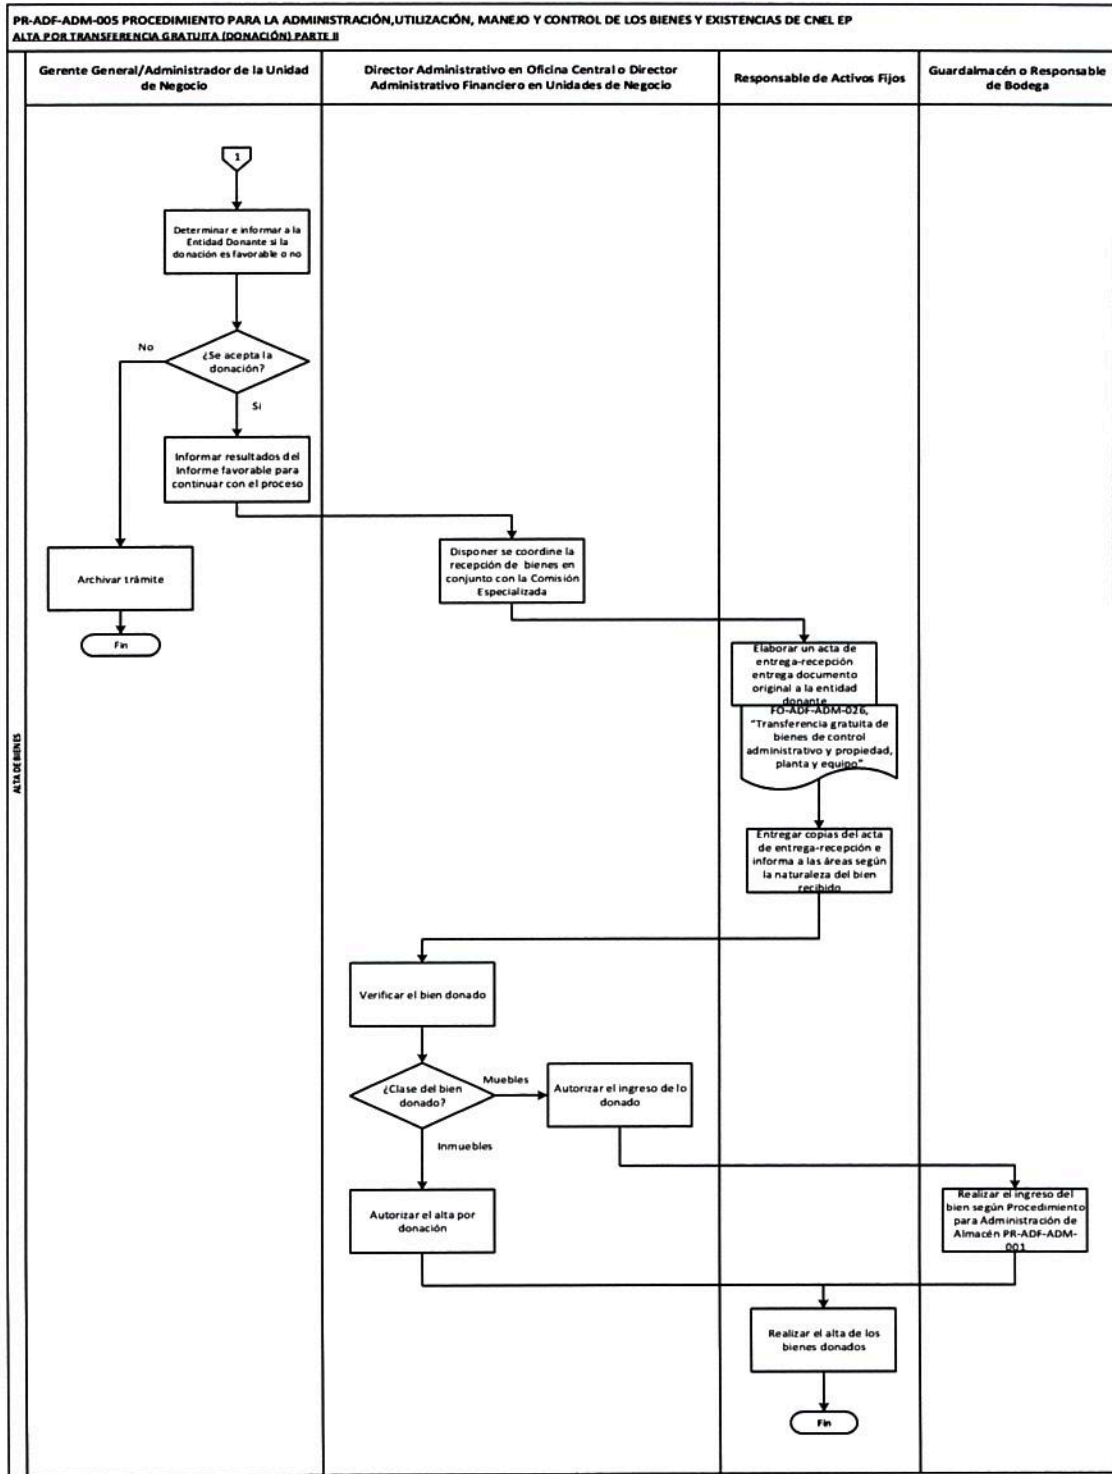 PR-ADF-ADM-005 PROCEDIMIENTO PARA LA ADMINISTRACIÓN,UTILIZACIÓN, MANEJO Y CONTROL DE LOS BIENES Y EXISTENCIAS DE CNEL EP
ALTA POR TRANSFERENCIA GRATUITA (DONACIÓN) PARTE II
Gerente General/Administrador de la Unidad
de Negocio
Director Administrativo en Oficina Central o Director
Administrativo Financiero en Unidades de Negocio
Responsable de Activos Fijos
Guardalmacén o Responsable
de Bodega
ALTA DE BIENES
1
Determinar e informar a la
Entidad Donante si la
donación es favorable o no
¿Se acepta la
donación?
No
Si
Informar resultados del
Informe favorable para
continuar con el proceso
Archivar trámite
Fin
Disponer se coordine la
recepción de bienes en
conjunto con la Comisión
Especializada
Elaborar un acta de
entrega-recepción
entrega documento
original a la entidad
donante
FO-ADF-ADM-026,
"Transferencia gratuita de
bienes de control
administrativo y propiedad,
planta y equipo"
Entregar copias del acta
de entrega-recepción e
informa a las áreas según
la naturaleza del bien
recibido
Verificar el bien donado
¿Clase del bien
donado?
Muebles
Autorizar el ingreso de lo
donado
Inmuebles
Autorizar el alta por
donación
Realizar el ingreso del
bien según Procedimiento
para Administración de
Almacén PR-ADF-ADM-
001
Realizar el alta de los
bienes donados
Fin